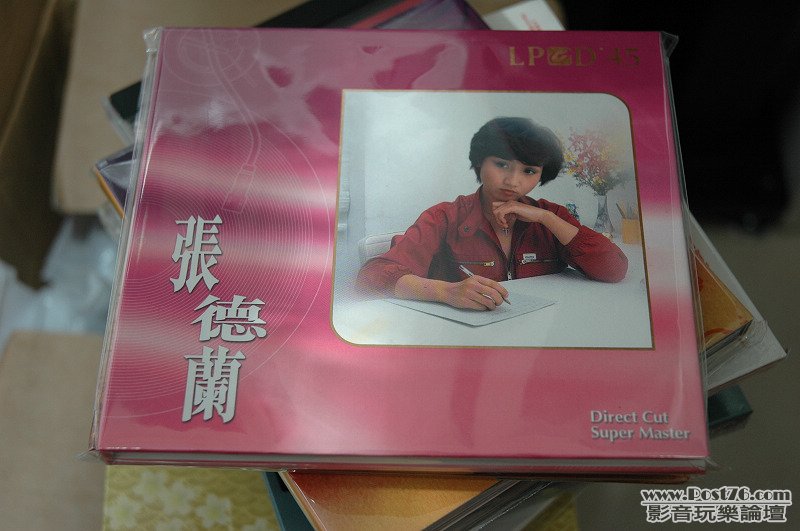 LPCD 45
張德蘭
Direct Cut
Super Master
www.Post76.com
影音玩樂論壇